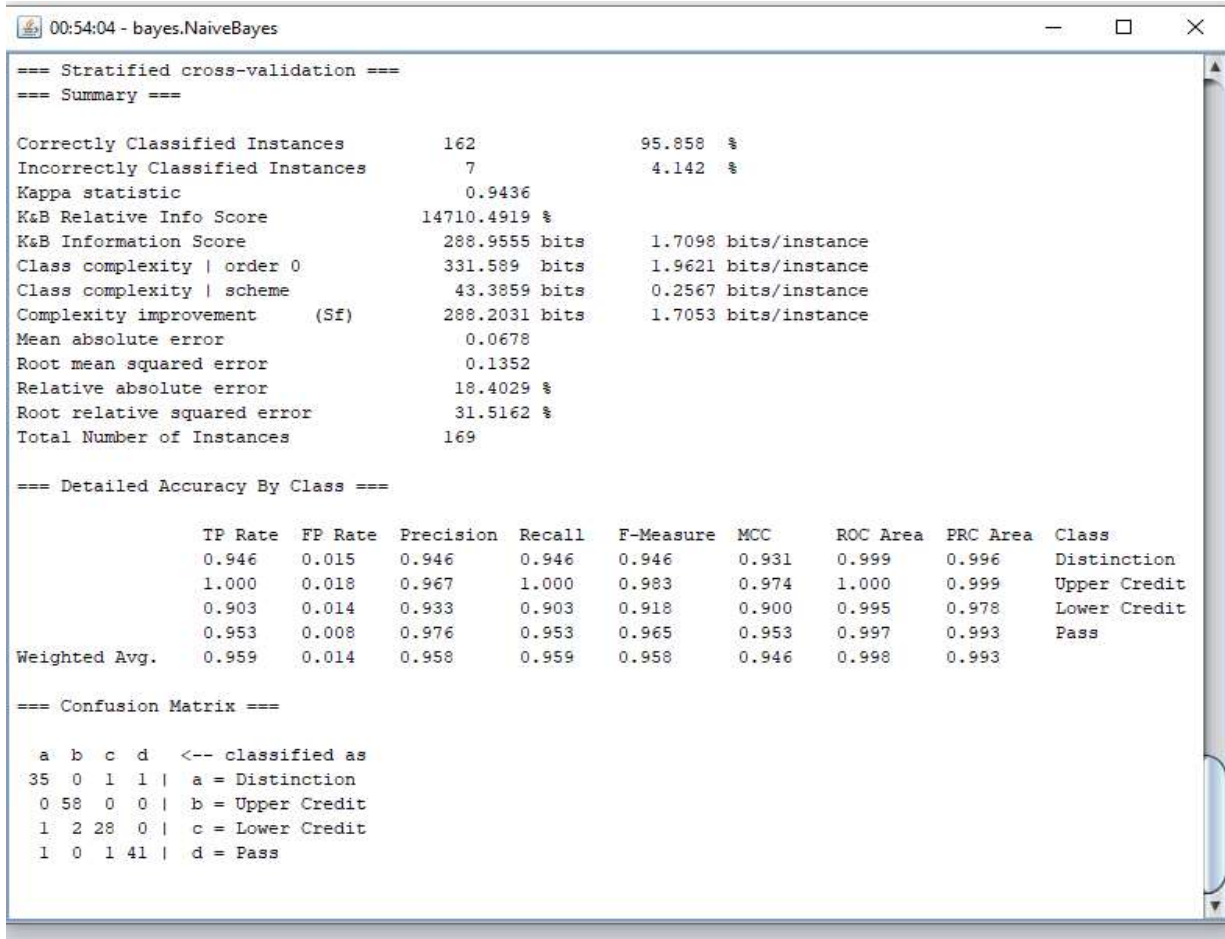 00:54:04 - bayes.NaiveBayes
=== Stratified cross-validation ===
=== Summary ===
Correctly Classified Instances 162 95.858 %
Incorrectly Classified Instances 7 4.142 %
Kappa statistic 0.9436
K&B Relative Info Score 14710.4919 %
K&B Information Score 288.9555 bits 1.7098 bits/instance
Class complexity | order 0 331.589 bits 1.9621 bits/instance
Class complexity | scheme 43.3859 bits 0.2567 bits/instance
Complexity improvement (Sf) 288.2031 bits 1.7053 bits/instance
Mean absolute error 0.0678
Root mean squared error 0.1352
Relative absolute error 18.4029 %
Root relative squared error 31.5162 %
Total Number of Instances 169
=== Detailed Accuracy By Class ===
TP Rate FP Rate Precision Recall F-Measure MCC ROC Area PRC Area Class
0.946 0.015 0.946 0.946 0.946 0.931 0.999 0.996 Distinction
1.000 0.018 0.967 1.000 0.983 0.974 1.000 0.999 Upper Credit
0.903 0.014 0.933 0.903 0.918 0.900 0.995 0.978 Lower Credit
0.953 0.008 0.976 0.953 0.965 0.953 0.997 0.993 Pass
Weighted Avg. 0.959 0.014 0.958 0.959 0.958 0.946 0.998 0.993
=== Confusion Matrix ===
a b c d <-- classified as
35 0 1 1 | a = Distinction
0 58 0 0 | b = Upper Credit
1 2 28 0 | c = Lower Credit
1 0 1 41 | d = Pass